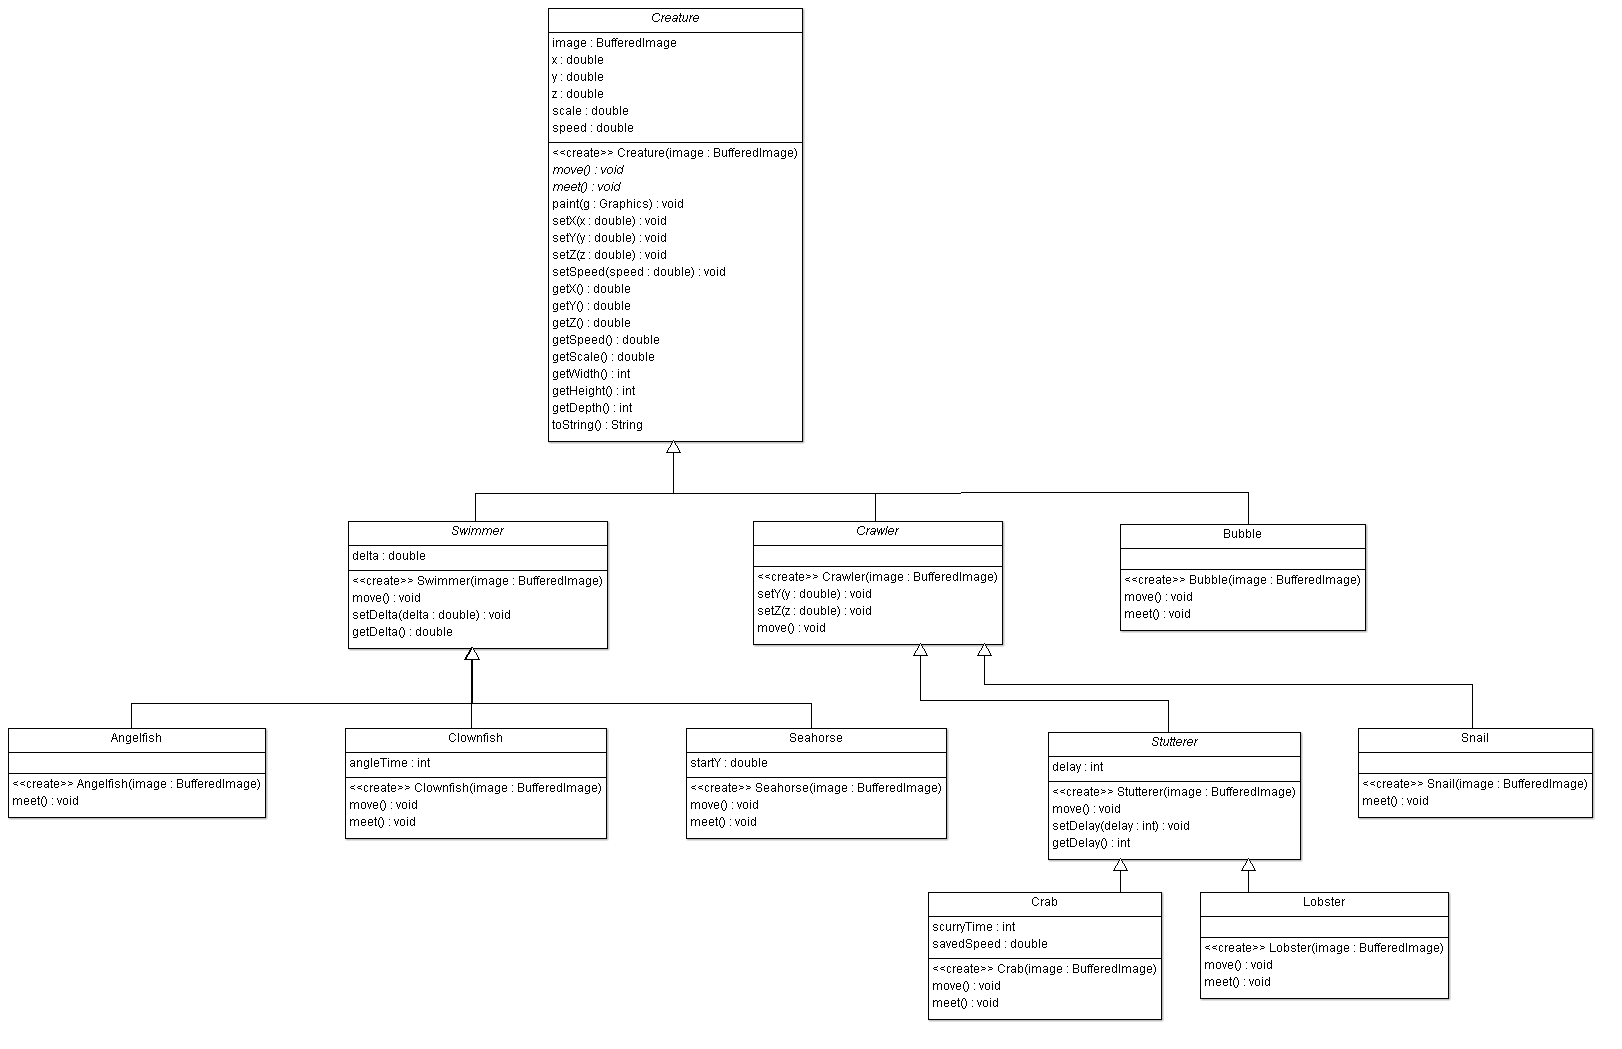 Creature
image : BufferedImage
x : double
y : double
z : double
scale : double
speed : double
<<create>> Creature(image : BufferedImage)
move() : void
meet() : void
paint(g : Graphics) : void
setX(x : double) : void
setY(y : double) : void
setZ(z : double) : void
setSpeed(speed : double) : void
getX() : double
getY() : double
getZ() : double
getSpeed() : double
getScale() : double
getWidth() : int
getHeight() : int
getDepth() : int
toString() : String
Swimmer
delta : double
<<create>> Swimmer(image : BufferedImage)
move() : void
setDelta(delta : double) : void
getDelta() : double
Crawler
<<create>> Crawler(image : BufferedImage)
setY(y : double) : void
setZ(z : double) : void
move() : void
Bubble
<<create>> Bubble(image : BufferedImage)
move() : void
meet() : void
Angelfish
<<create>> Angelfish(image : BufferedImage)
meet() : void
Clownfish
angleTime : int
<<create>> Clownfish(image : BufferedImage)
move() : void
meet() : void
Seahorse
startY : double
<<create>> Seahorse(image : BufferedImage)
move() : void
meet() : void
Stutterer
delay : int
<<create>> Stutterer(image : BufferedImage)
move() : void
setDelay(delay : int) : void
getDelay() : int
Snail
<<create>> Snail(image : BufferedImage)
meet() : void
Crab
scurryTime : int
savedSpeed : double
<<create>> Crab(image : BufferedImage)
move() : void
meet() : void
Lobster
<<create>> Lobster(image : BufferedImage)
move() : void
meet() : void